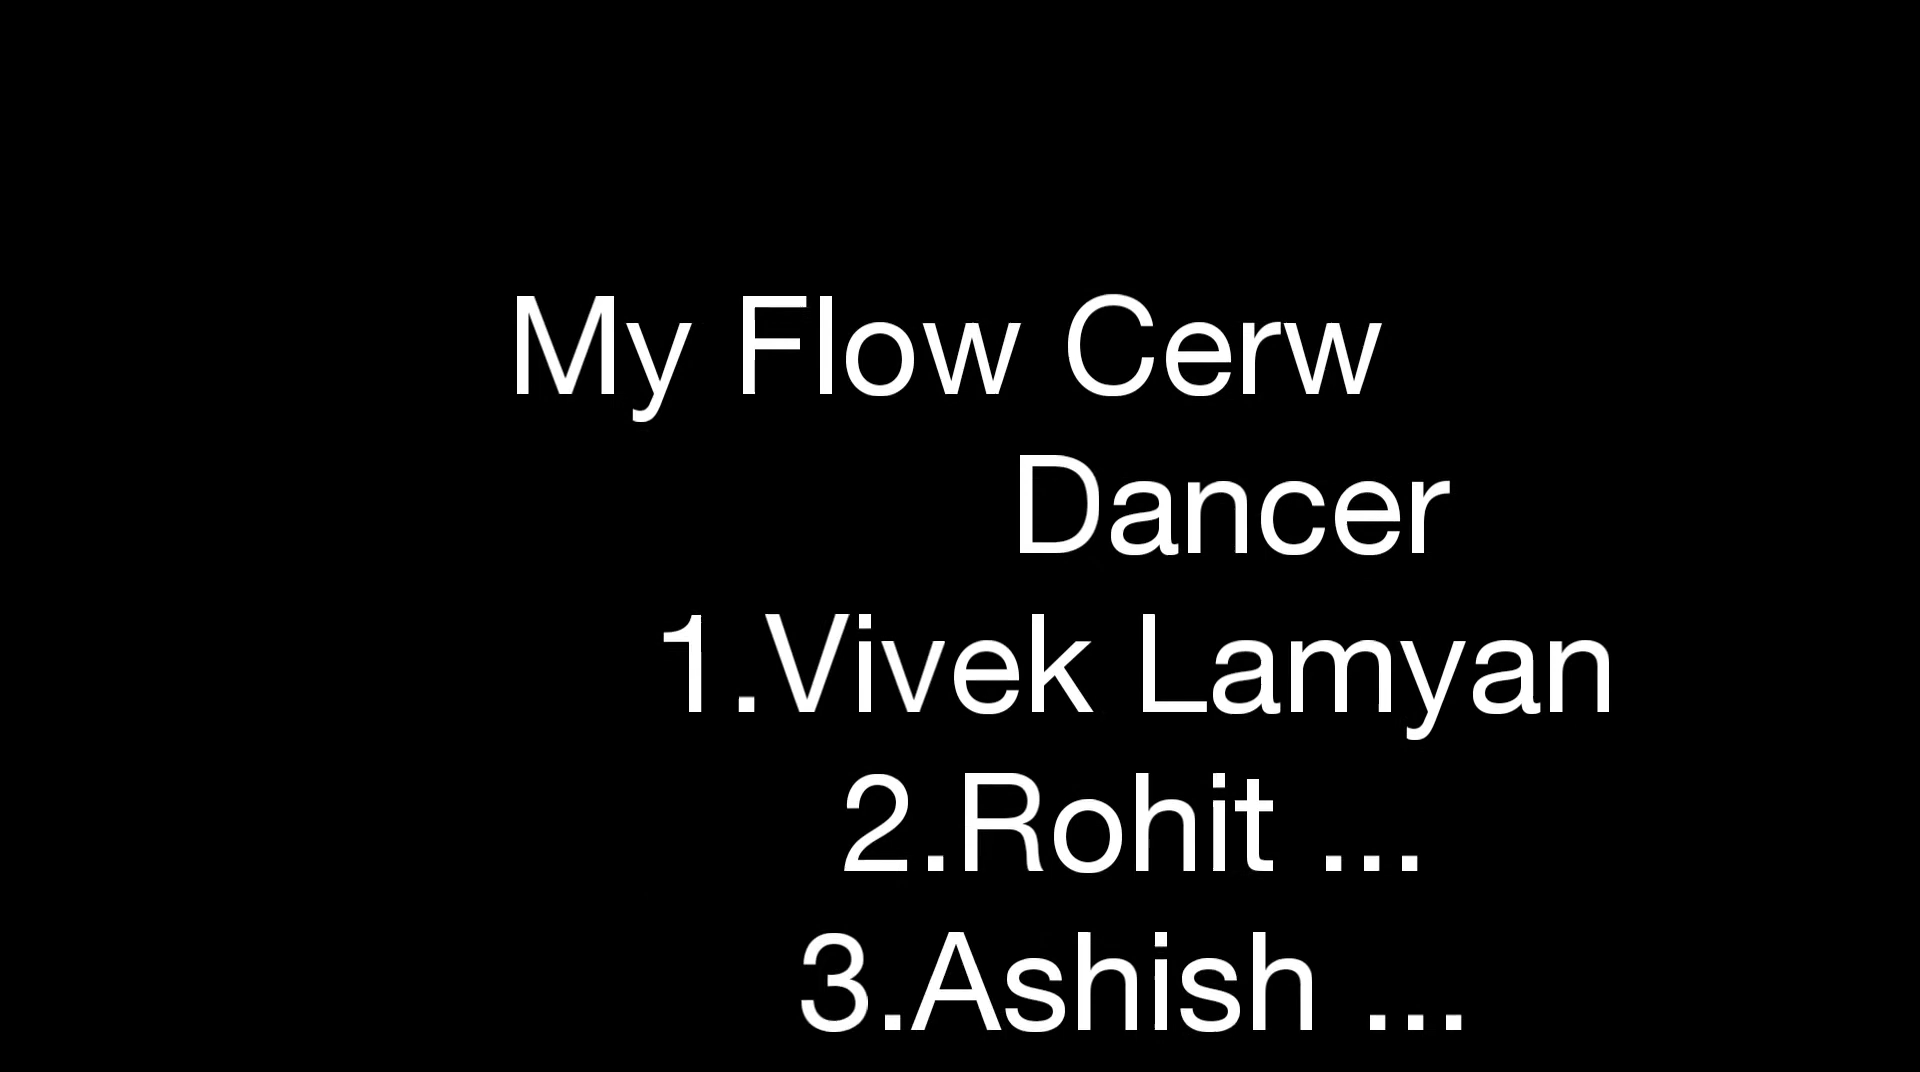 My Flow Cerw
Dancer
1.Vivek Lamyan
2.Rohit ...
3.Ashish ...